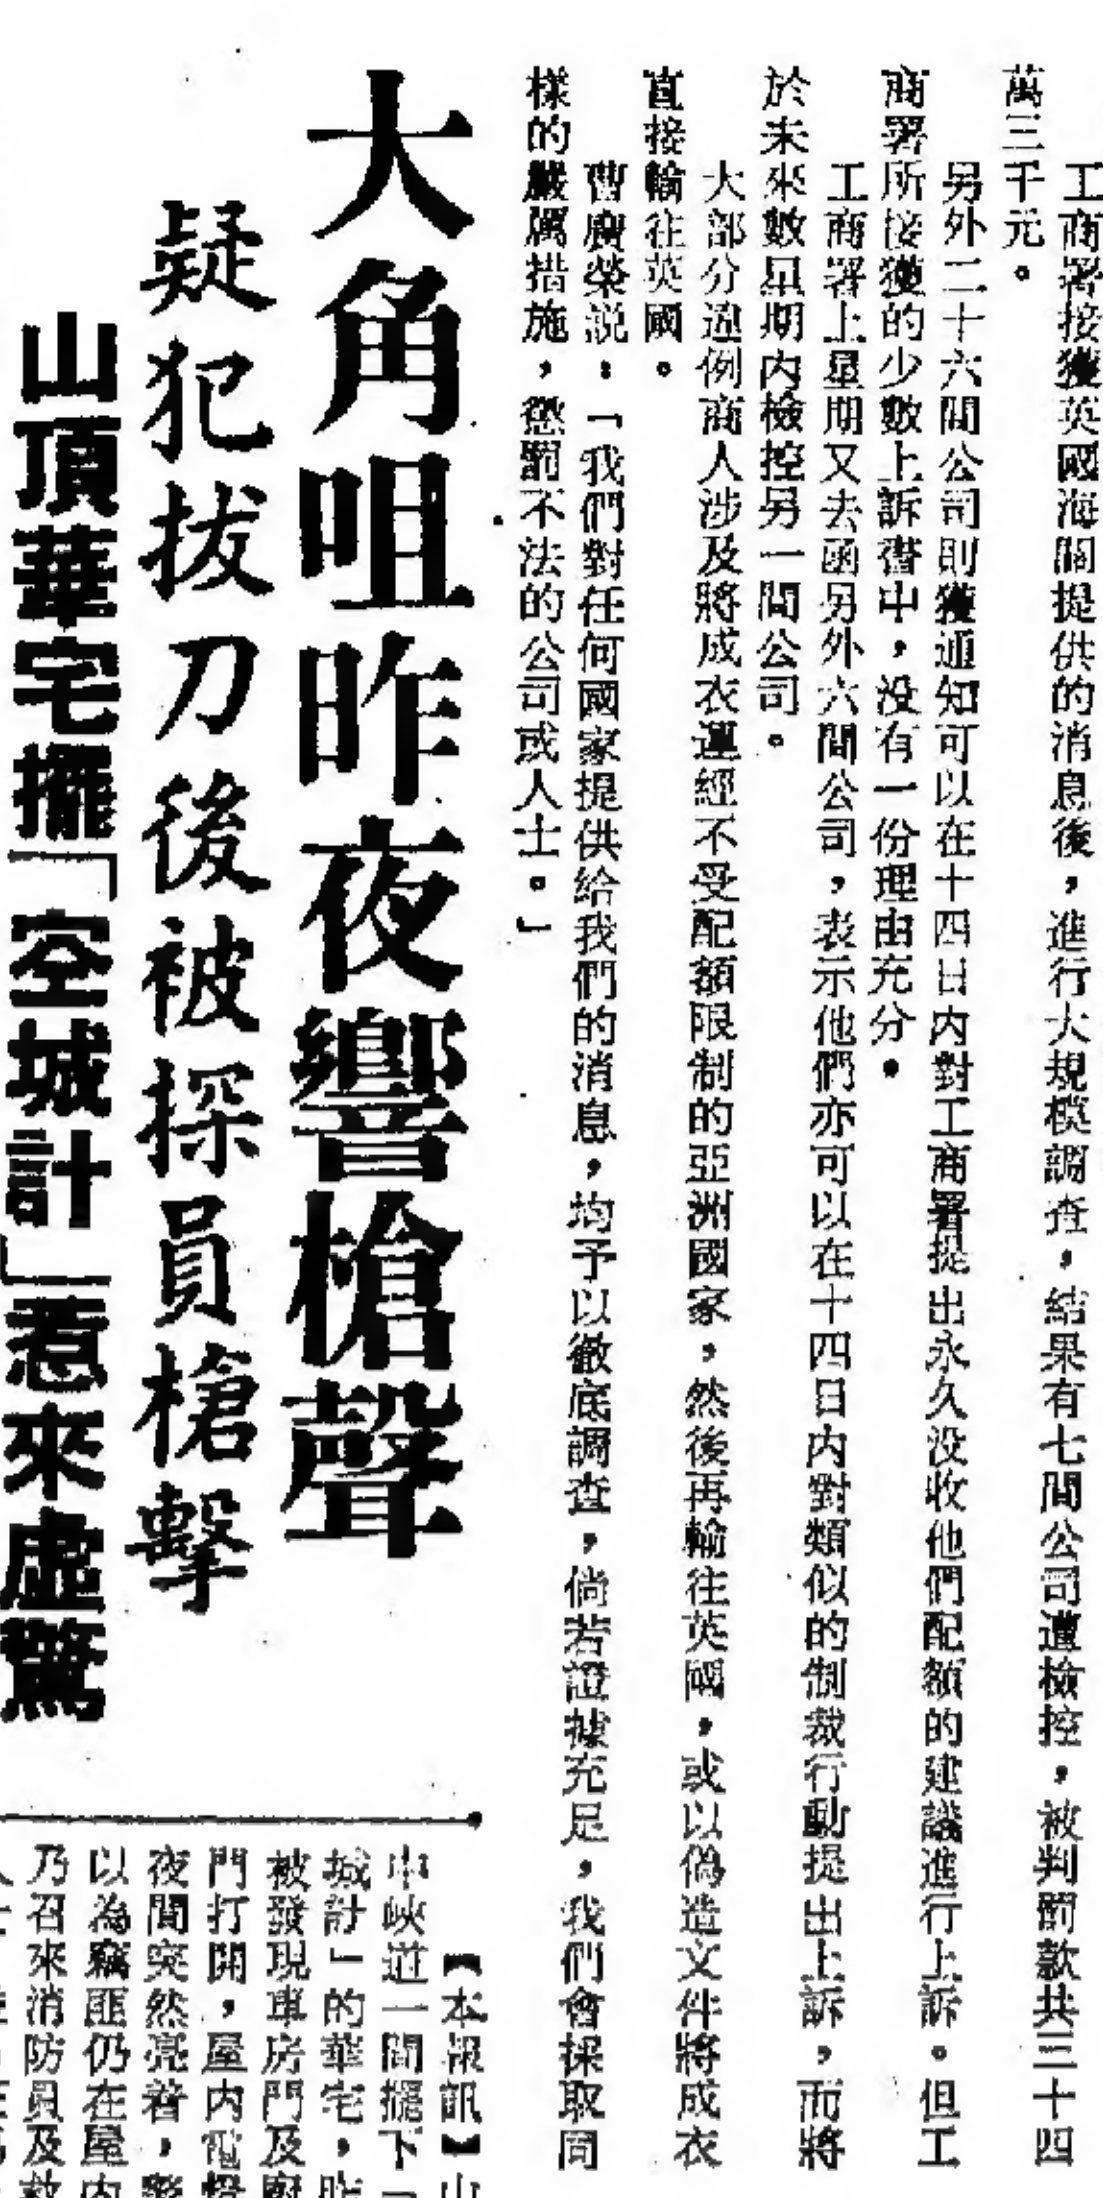 工商署接獲英國海關提供的消息後，進行大規模調查，結果有七間公司遭檢控，被判罰款共三十四
萬三千元。
另外二十六間公司則獲通知可以在十四日內對工商署提出永久没收他們配額的建議進行上訴。但工
商署所接獲的少數上訴書中，没有一份理由充分。
工商署上星期又去函另外六間公司，表示他們亦可以在十四日內對類似的制裁行動提出上訴，而將
於未來數星期內檢控另一間公司。
大部分違例商人涉及將成衣運經不受配額限制的亞洲國家，然後再輸往英國，或以偽造文件將成衣
直接輸往英國。
曹廣榮説：「我們對任何國家提供給我們的消息，均予以徹底調查，倘若證據充足，我們會採取同
樣的嚴厲措施，懲罰不法的公司或人士。」
大角咀昨夜響槍聲
疑犯拔刀後被探員槍擊
山頂華宅擺「空城計」惹來虛驚
【本報訊】山
中峽道一間擺下「
城計」的華宅，昨
被發現車房門及廚
門打開，屋內電燈
夜間突然亮着，警
以為竊匪仍在屋內
乃召來消防員及救